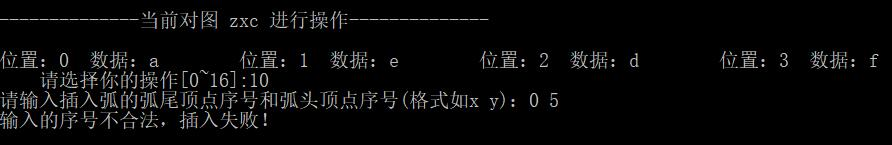 --------------当前对图 zxc 进行操作--------------
位置：0  数据：a        位置：1  数据：e        位置：2  数据：d        位置：3  数据：f
请选择你的操作[0~16]:10
请输入插入弧的弧尾顶点序号和弧头顶点序号(格式如x y)：0 5
输入的序号不合法，插入失败！